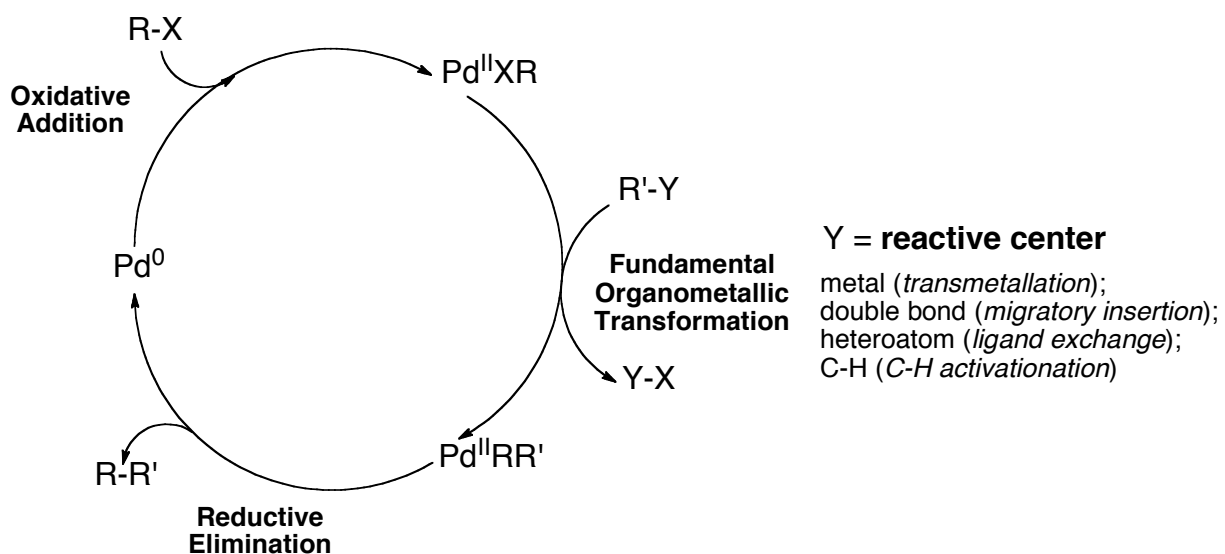 R-X
Oxidative
Addition
Pd^IIXR
R'-Y
Pd^0
Fundamental
Organometallic
Transformation
Y = reactive center
metal (transmetallation);
double bond (migratory insertion);
heteroatom (ligand exchange);
C-H (C-H activationation)
Y-X
Pd^IIRR'
R-R'
Reductive
Elimination